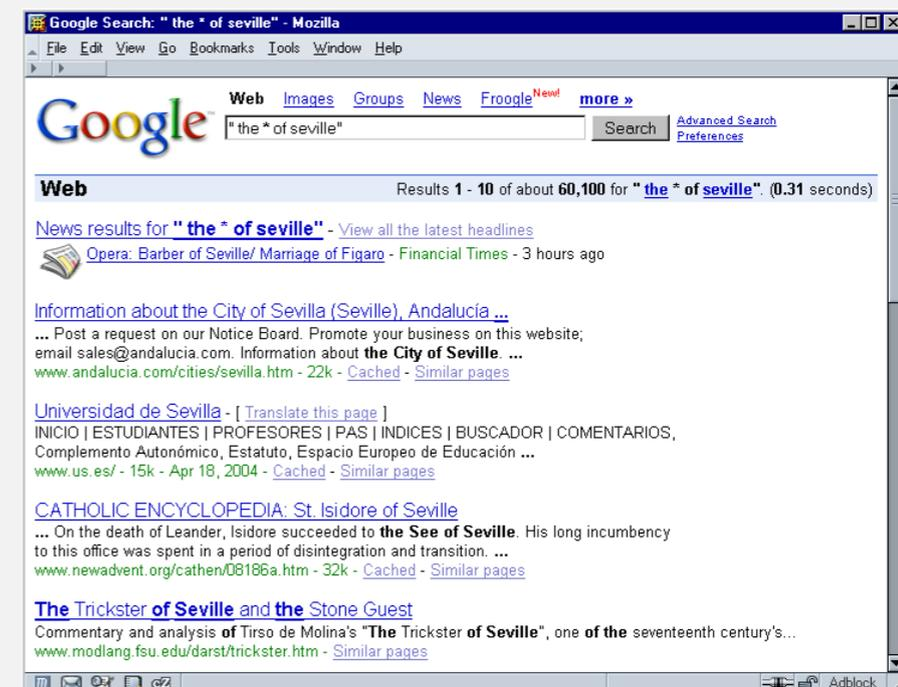 Google Search: " the * of seville" - Mozilla
File Edit View Go Bookmarks Tools Window Help
Web Images Groups News Froogle New! more »
Google™
" the * of seville" Search Advanced Search
Preferences
Web Results 1 - 10 of about 60,100 for " the * of seville". (0.31 seconds)
News results for " the * of seville" - View all the latest headlines
Opera: Barber of Seville/ Marriage of Figaro - Financial Times - 3 hours ago
Information about the City of Sevilla (Seville), Andalucía ...
... Post a request on our Notice Board. Promote your business on this website;
email sales@andalucia.com. Information about the City of Seville. ...
www.andalucia.com/cities/sevilla.htm - 22k - Cached - Similar pages
Universidad de Sevilla - [ Translate this page ]
INICIO | ESTUDIANTES | PROFESORES | PAS | INDICES | BUSCADOR | COMENTARIOS,
Complemento Autonómico, Estatuto, Espacio Europeo de Educación ...
www.us.es/ - 15k - Apr 18, 2004 - Cached - Similar pages
CATHOLIC ENCYCLOPEDIA: St. Isidore of Seville
... On the death of Leander, Isidore succeeded to the See of Seville. His long incumbency
to this office was spent in a period of disintegration and transition. ...
www.newadvent.org/cathen/08186a.htm - 32k - Cached - Similar pages
The Trickster of Seville and the Stone Guest
Commentary and analysis of Tirso de Molina's "The Trickster of Seville", one of the seventeenth century's...
www.modlang.fsu.edu/darst/trickster.htm - Similar pages
Adblock